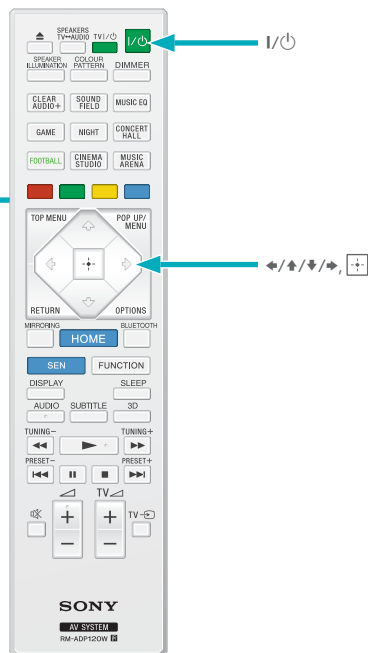 SPEAKERS
TV↔AUDIO TV I/⏻ I/⏻
I/⏻
SPEAKER ILLUMINATION
COLOUR PATTERN
DIMMER
CLEAR AUDIO+
SOUND FIELD
MUSIC EQ
GAME
NIGHT
CONCERT HALL
FOOTBALL
CINEMA STUDIO
MUSIC ARENA
TOP MENU
POP UP/ MENU
←/↑/↓/→,
RETURN
OPTIONS
MIRRORING
HOME
BLUETOOTH
SEN
FUNCTION
DISPLAY
SLEEP
AUDIO
SUBTITLE
3D
TUNING–
TUNING+
PRESET–
PRESET+
TV
+
+
TV
–
–
SONY
AV SYSTEM
RM-ADP120W